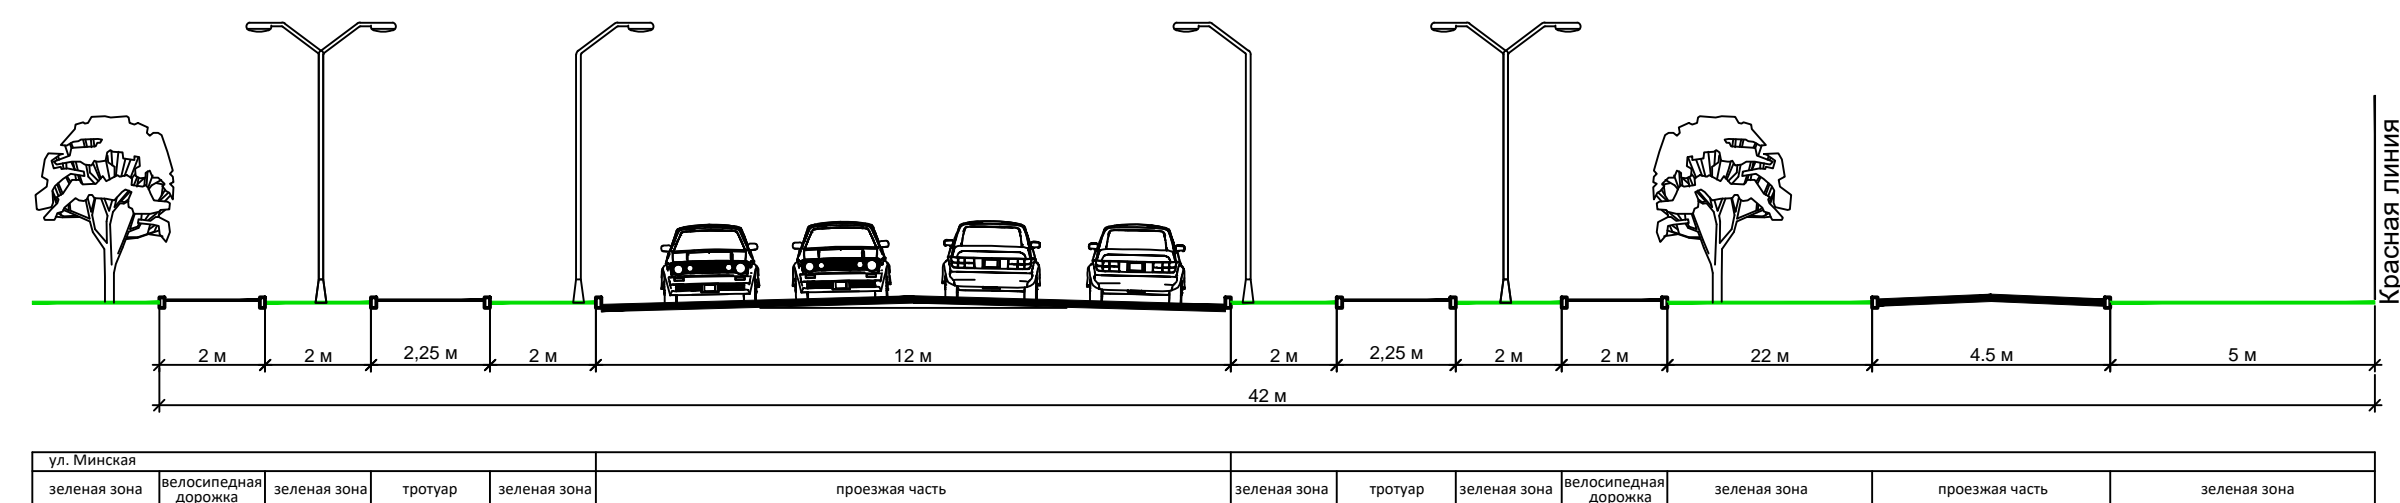 Красная линия
2 м
2 м
2,25 м
2 м
12 м
2 м
2,25 м
2 м
2 м
22 м
4.5 м
5 м
42 м
ул. Минская
зеленая зона
велосипедная
дорожка
зеленая зона
тротуар
зеленая зона
проезжая часть
зеленая зона
тротуар
зеленая зона
велосипедная
дорожка
зеленая зона
проезжая часть
зеленая зона